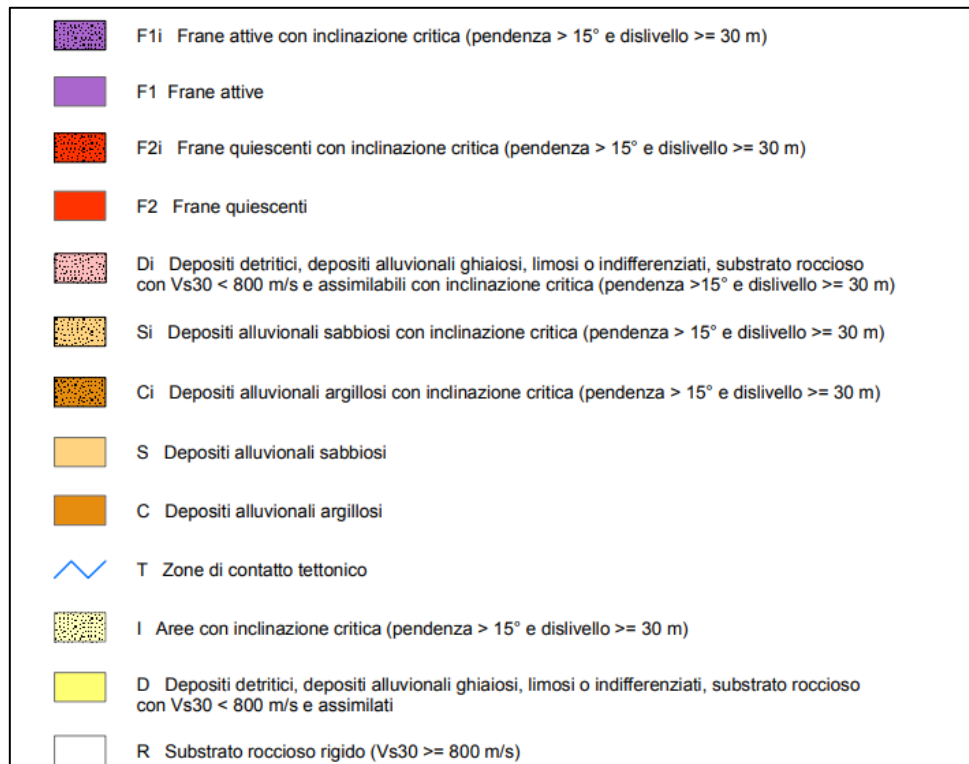 F1i Frane attive con inclinazione critica (pendenza > 15° e dislivello >= 30 m)
F1 Frane attive
F2i Frane quiescenti con inclinazione critica (pendenza > 15° e dislivello >= 30 m)
F2 Frane quiescenti
Di Depositi detritici, depositi alluvionali ghiaiosi, limosi o indifferenziati, substrato roccioso
con Vs30 < 800 m/s e assimilabili con inclinazione critica (pendenza >15° e dislivello >= 30 m)
Si Depositi alluvionali sabbiosi con inclinazione critica (pendenza > 15° e dislivello >= 30 m)
Ci Depositi alluvionali argillosi con inclinazione critica (pendenza > 15° e dislivello >= 30 m)
S Depositi alluvionali sabbiosi
C Depositi alluvionali argillosi
T Zone di contatto tettonico
I Aree con inclinazione critica (pendenza > 15° e dislivello >= 30 m)
D Depositi detritici, depositi alluvionali ghiaiosi, limosi o indifferenziati, substrato roccioso
con Vs30 < 800 m/s e assimilati
R Substrato roccioso rigido (Vs30 >= 800 m/s)